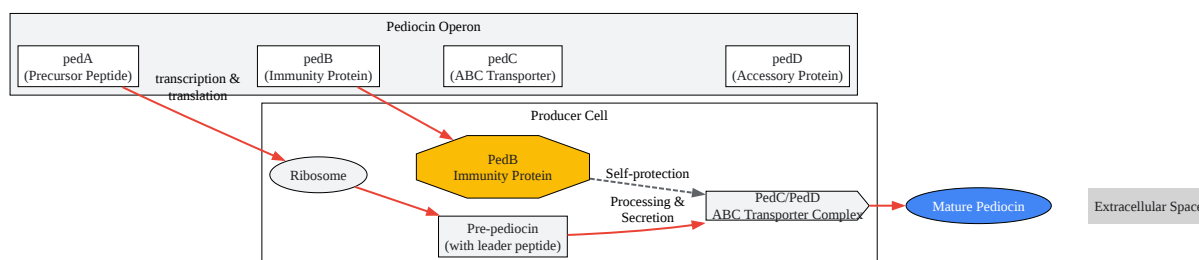 Pediocin Operon
pedA
(Precursor Peptide)
pedB
(Immunity Protein)
pedC
(ABC Transporter)
pedD
(Accessory Protein)
transcription &
translation
Producer Cell
Ribosome
PedB
Immunity Protein
Self-protection
Processing &
Secretion
PedC/PedD
ABC Transporter Complex
Pre-pediocin
(with leader peptide)
Mature Pediocin
Extracellular Space